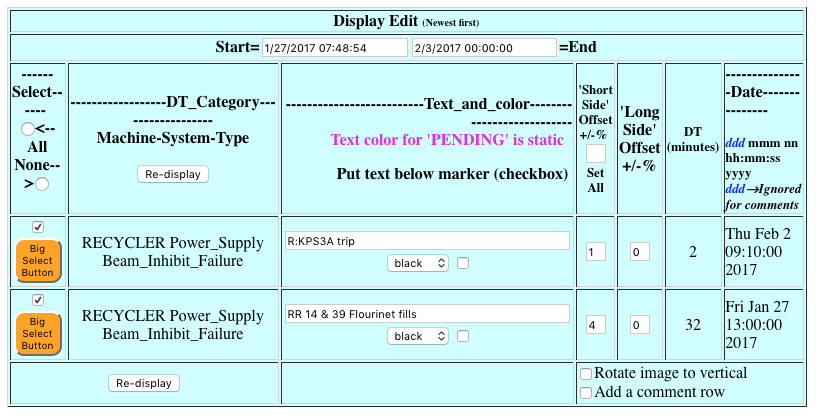 Display Edit (Newest first)
Start= 1/27/2017 07:48:54 2/3/2017 00:00:00 =End
------
Select--
----
<--
All
None--
>
------------------DT_Category---
---------------
Machine-System-Type
Re-display
--------------------------Text_and_color--------
-------------------
Text color for 'PENDING' is static
Put text below marker (checkbox)
'Short
Side'
Offset
+/-%
Set
All
'Long
Side'
Offset
+/-%
DT
(minutes)
--------------
-Date-------
--------
ddd mmm nn
hh:mm:ss
yyyy
ddd→Ignored
for comments
Big
Select
Button
RECYCLER Power_Supply
Beam_Inhibit_Failure
R:KPS3A trip
black
1
0
2
Thu Feb 2
09:10:00
2017
Big
Select
Button
RECYCLER Power_Supply
Beam_Inhibit_Failure
RR 14 & 39 Flourinet fills
black
4
0
32
Fri Jan 27
13:00:00
2017
Re-display
Rotate image to vertical
Add a comment row